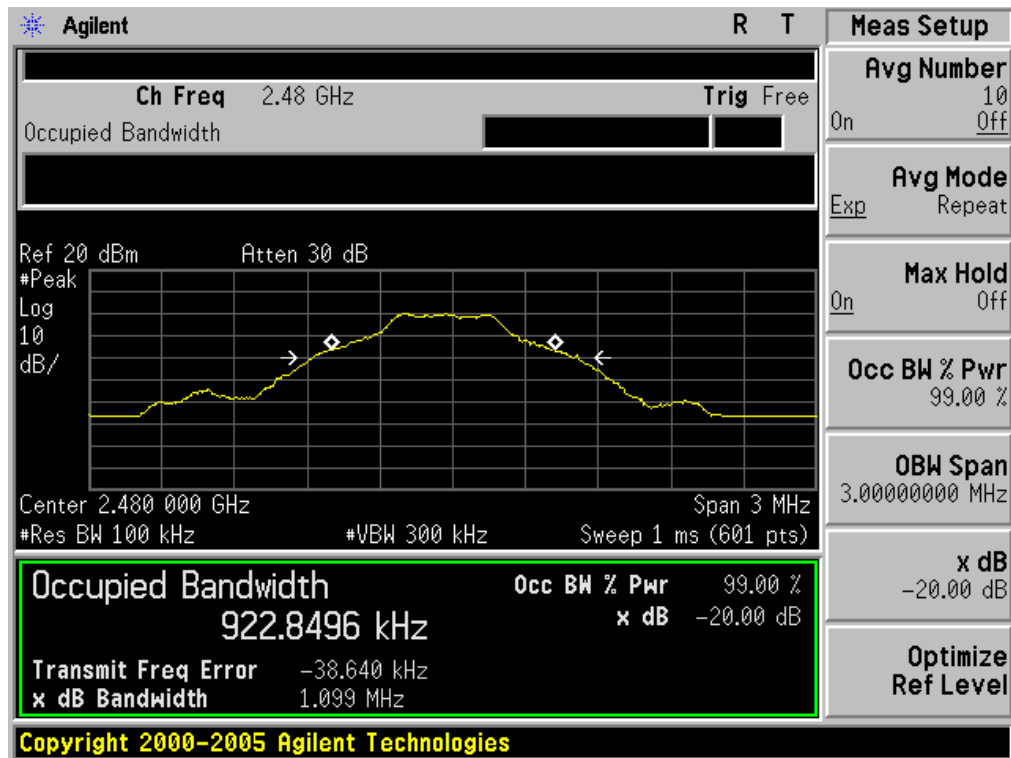 Agilent R T
Ch Freq 2.48 GHz Trig Free
Occupied Bandwidth
Ref 20 dBm Atten 30 dB
#Peak
Log
10
dB/
Center 2.480 000 GHz Span 3 MHz
#Res BW 100 kHz #VBW 300 kHz Sweep 1 ms (601 pts)
Occupied Bandwidth Occ BW % Pwr 99.00 %
922.8496 kHz x dB -20.00 dB
Transmit Freq Error -38.640 kHz
x dB Bandwidth 1.099 MHz
Copyright 2000-2005 Agilent Technologies
Meas Setup
Avg Number
10
On Off
Avg Mode
Exp Repeat
Max Hold
On Off
Occ BW % Pwr
99.00 %
OBW Span
3.00000000 MHz
x dB
-20.00 dB
Optimize
Ref Level